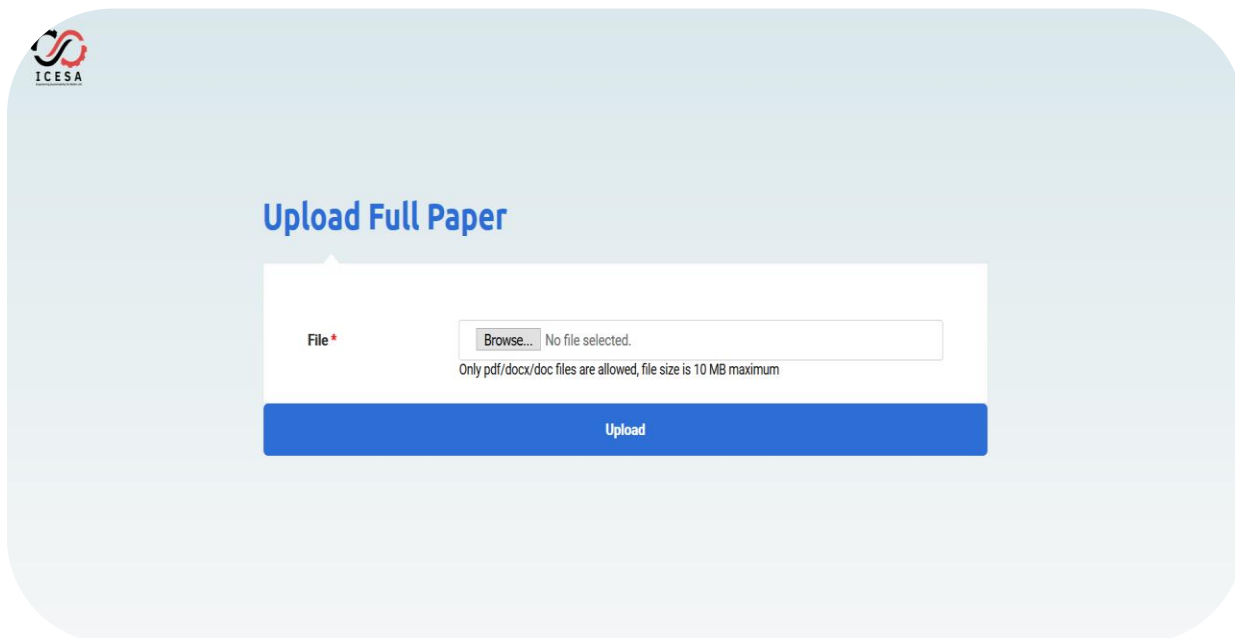 ICESA
Upload Full Paper
File *
Browse... No file selected.
Only pdf/docx/doc files are allowed, file size is 10 MB maximum
Upload